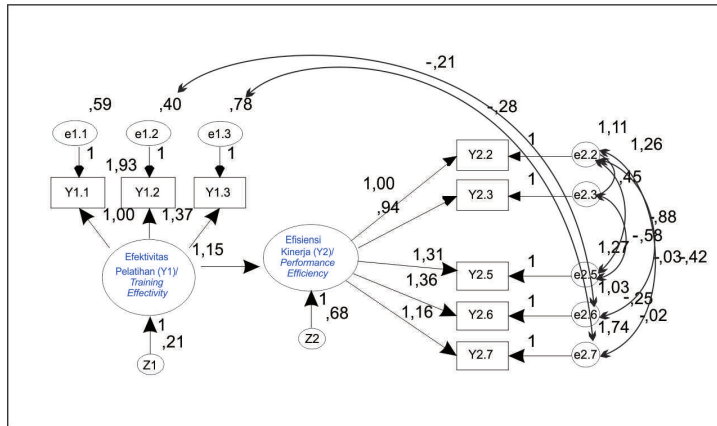 -,21
,59 ,40 ,78
-,28
e1.1 e1.2 e1.3
1 1 1
1,93
Y1.1 Y1.2 Y1.3
1,00 1,37
1,15
Efektivitas
Pelatihan (Y1)/
Training
Effectivity
1
,21
Z1
Efisiensi
Kinerja (Y2)/
Performance
Efficiency
1
,68
Z2
1,00
,94
1,31
1,36
1,16
Y2.2 1 e2.2 1,11
1,26
Y2.3 1 e2.3 ,45
-,88
-,58
Y2.5 1 e2.5 1,27
-,03 -,42
Y2.6 1 e2.6 1,03
-,25
-,02
Y2.7 1 e2.7 1,74